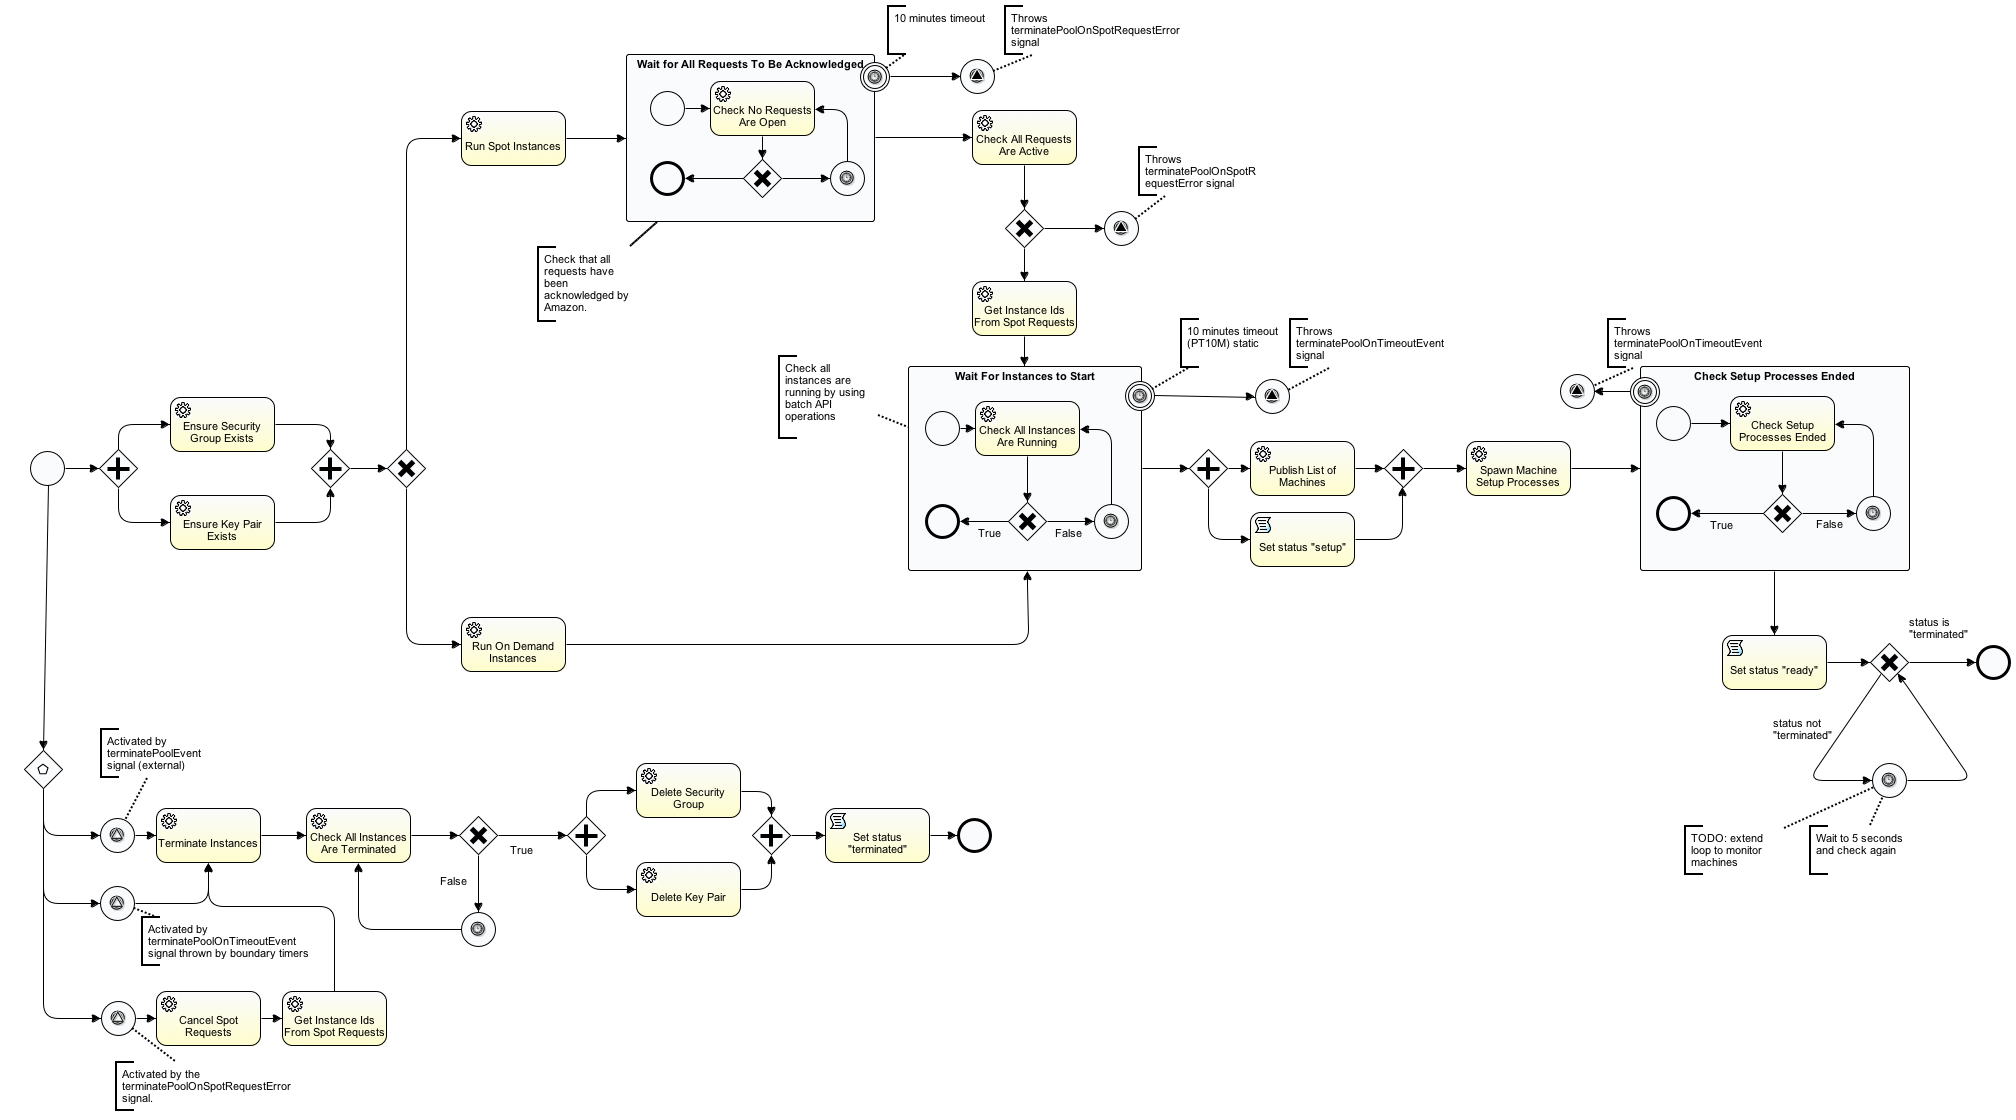 10 minutes timeout
Throws
terminatePoolOnSpotRequestError
signal
Wait for All Requests To Be Acknowledged
Check No Requests
Are Open
Run Spot Instances
Check All Requests
Are Active
Throws
terminatePoolOnSpotR
equestError signal
Check that all
requests have
been
acknowledged by
Amazon.
Get Instance Ids
From Spot Requests
10 minutes timeout
(PT10M) static
Throws
terminatePoolOnTimeoutEvent
signal
Throws
terminatePoolOnTimeoutEvent
signal
Check all
instances are
running by using
batch API
operations
Wait For Instances to Start
Check All Instances
Are Running
True
False
Check Setup Processes Ended
Check Setup
Processes Ended
True
False
Ensure Security
Group Exists
Ensure Key Pair
Exists
Publish List of
Machines
Set status "setup"
Spawn Machine
Setup Processes
Run On Demand
Instances
Set status "ready"
status is
"terminated"
status not
"terminated"
TODO: extend
loop to monitor
machines
Wait to 5 seconds
and check again
Activated by
terminatePoolEvent
signal (external)
Terminate Instances
Check All Instances
Are Terminated
True
False
Delete Security
Group
Delete Key Pair
Set status
"terminated"
Activated by
terminatePoolOnTimeoutEvent
signal thrown by boundary timers
Cancel Spot
Requests
Get Instance Ids
From Spot Requests
Activated by the
terminatePoolOnSpotRequestError
signal.